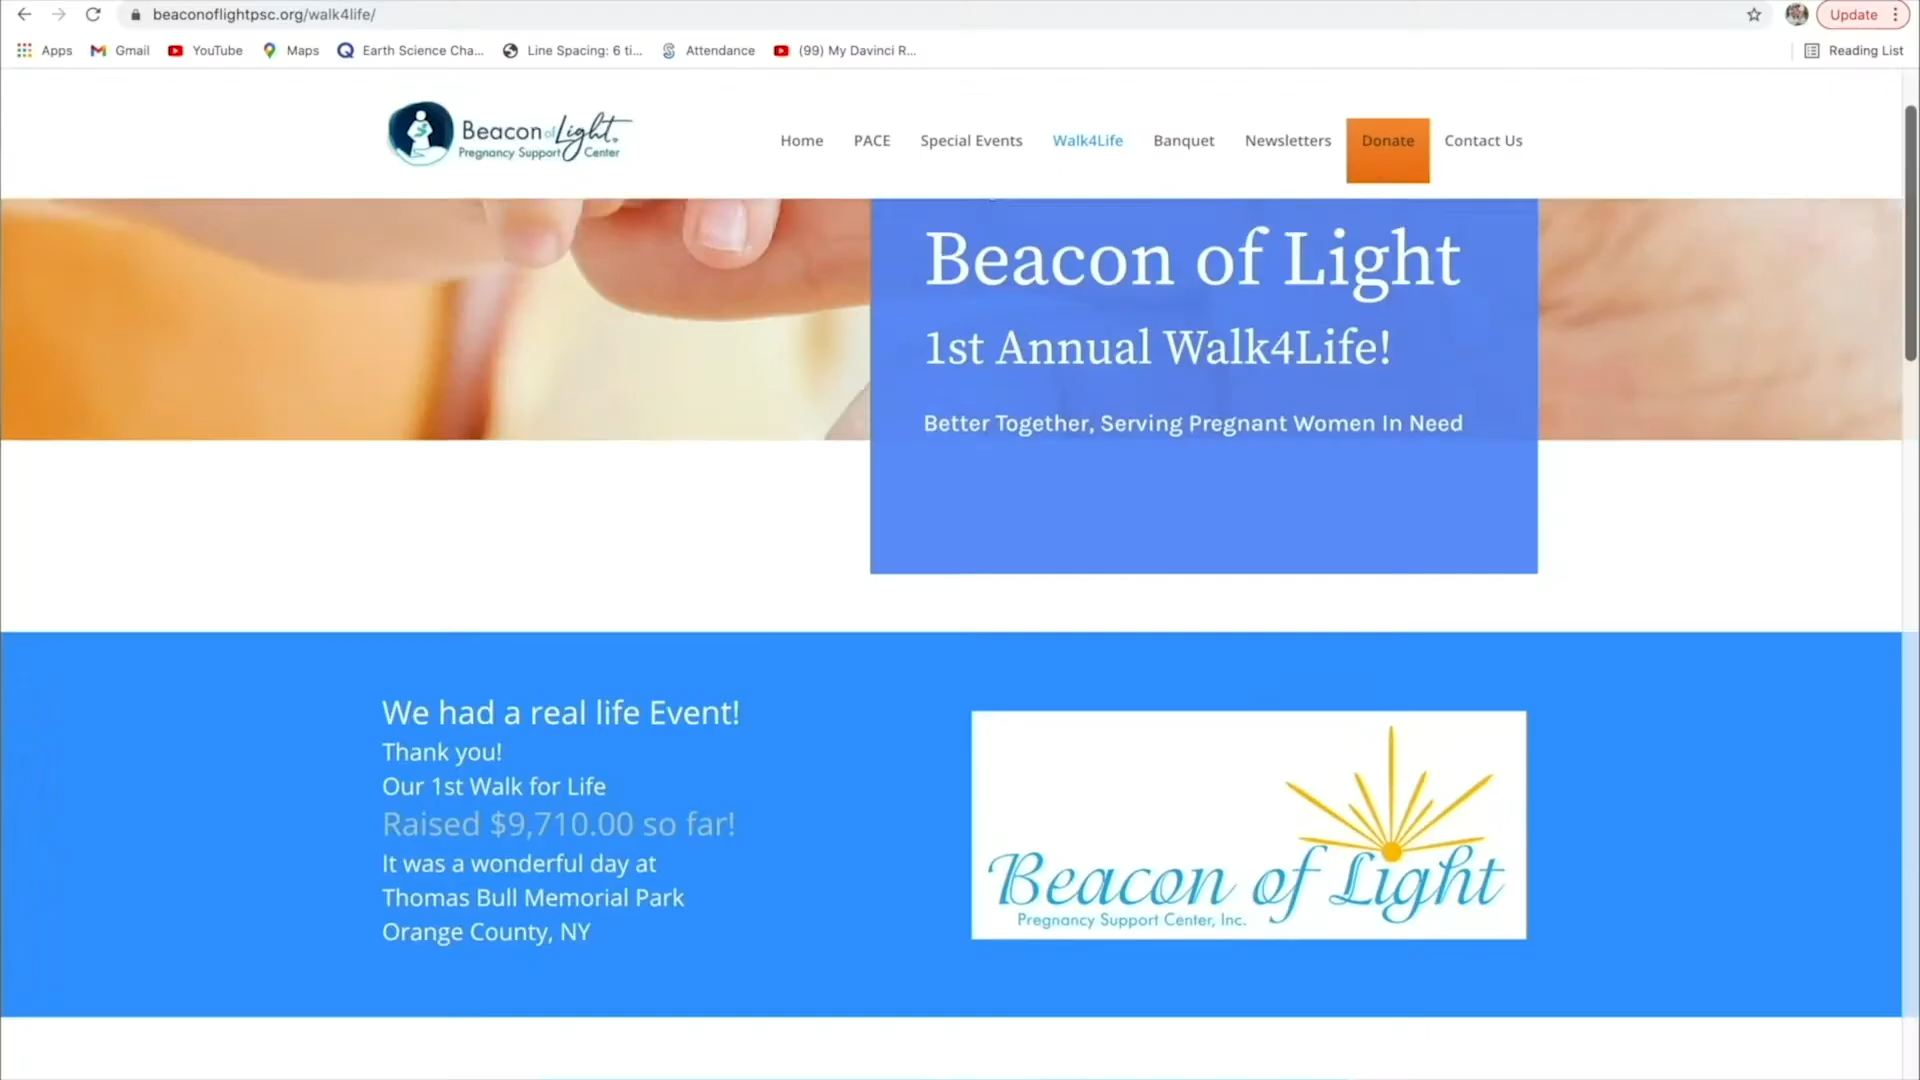 beaconoflightpsc.org/walk4life/
Update
Apps
Gmail
YouTube
Maps
Earth Science Cha...
Line Spacing: 6 ti...
Attendance
(99) My Davinci R...
Reading List
Beacon of Light
Pregnancy Support Center
Home
PACE
Special Events
Walk4Life
Banquet
Newsletters
Donate
Contact Us
Beacon of Light
1st Annual Walk4Life!
Better Together, Serving Pregnant Women In Need
We had a real life Event!
Thank you!
Our 1st Walk for Life
Raised $9,710.00 so far!
It was a wonderful day at
Thomas Bull Memorial Park
Orange County, NY
Beacon of Light
Pregnancy Support Center, Inc.